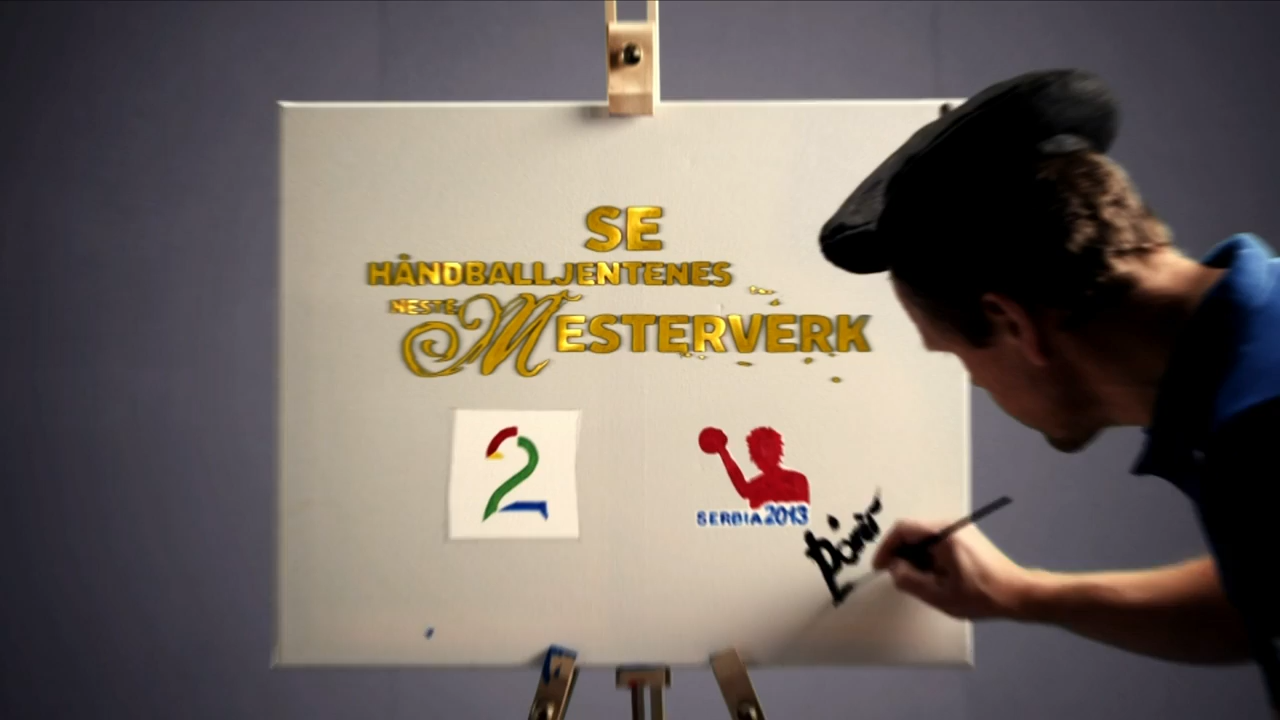 SE
HÅNDBALLJENTENES
NESTE MESTERVERK
2
SERBIA 2013